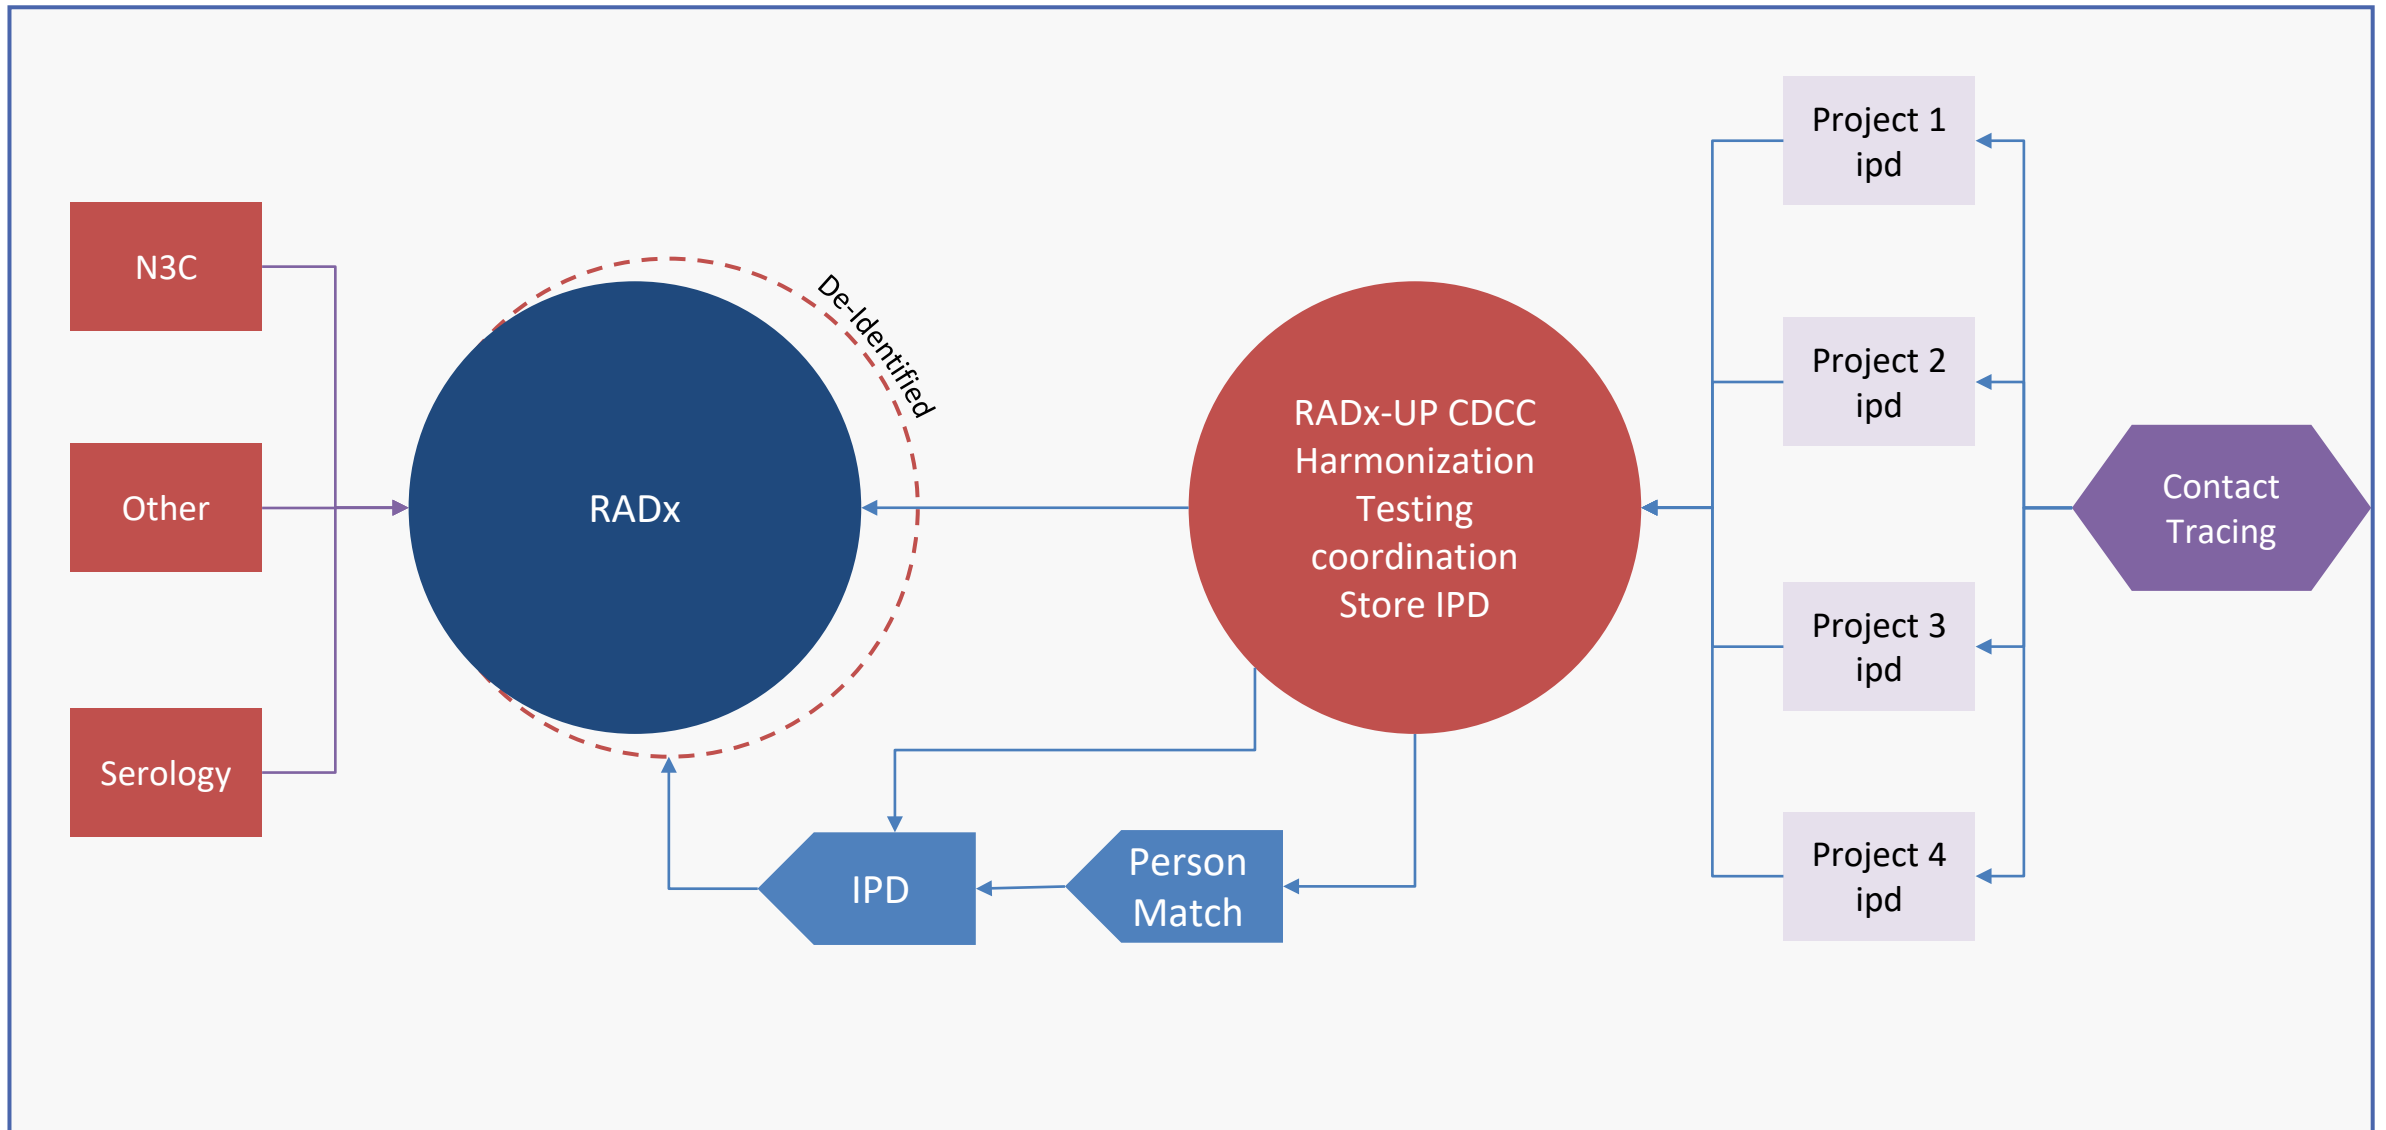 N3C
Other
Serology
RADx
De-Identified
RADx-UP CDCC
Harmonization
Testing
coordination
Store IPD
IPD
Person
Match
Project 1
ipd
Project 2
ipd
Project 3
ipd
Project 4
ipd
Contact
Tracing